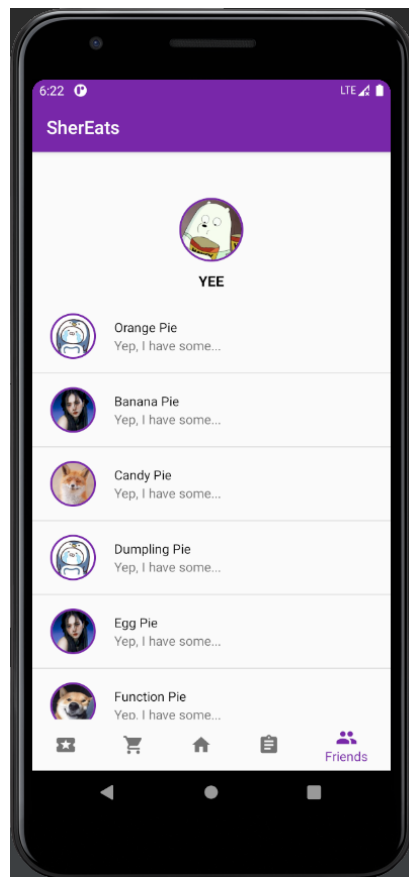 6:22
LTE
SherEats
YEE
Orange Pie
Yep, I have some...
Banana Pie
Yep, I have some...
Candy Pie
Yep, I have some...
Dumpling Pie
Yep, I have some...
Egg Pie
Yep, I have some...
Function Pie
Yep, I have some...
Friends